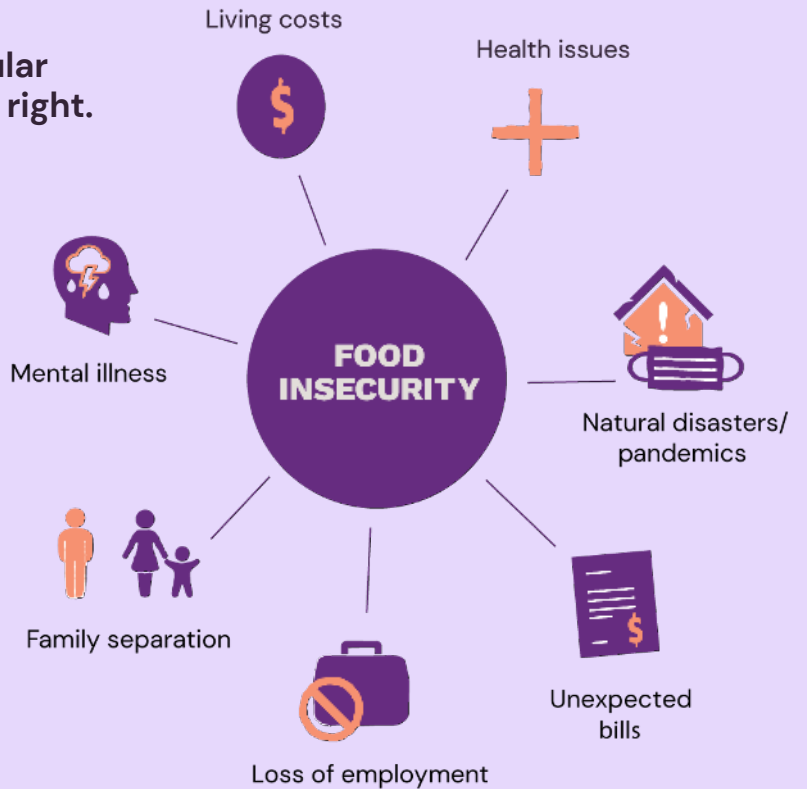 Living costs
Health issues
right.
$
FOOD
INSECURITY
Mental illness
!
Natural disasters/
pandemics
Family separation
$
Unexpected
bills
Loss of employment